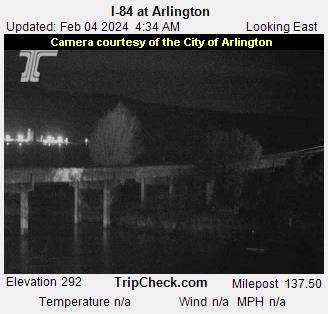 I-84 at Arlington
Updated: Feb 04 2024 4:34 AM Looking East
Camera courtesy of the City of Arlington
Elevation 292 TripCheck.com Milepost 137.50
Temperature n/a Wind n/a MPH n/a